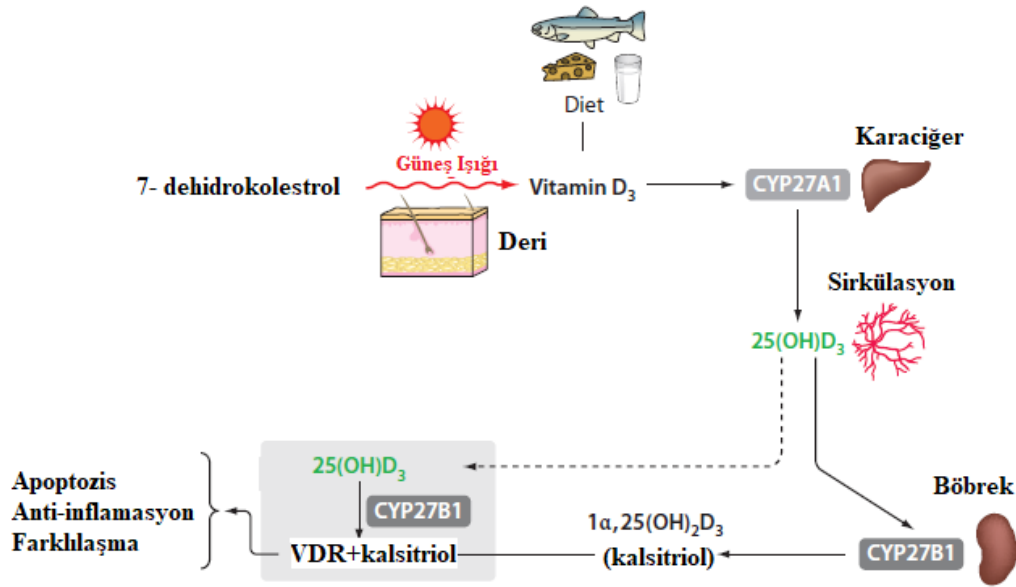 Diet
Karaciğer
Güneş Işığı
7- dehidrokolestrol
Vitamin D₃
CYP27A1
Deri
Sirkülasyon
25(OH)D₃
25(OH)D₃
Apoptozis
Anti-inflamasyon
Farklılaşma
CYP27B1
VDR+kalsitriol
1α,25(OH)₂D₃
(kalsitriol)
Böbrek
CYP27B1